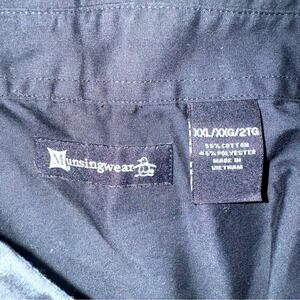 Munsingwear
XXL/XXG/2TG
55% COTTON
45% POLYESTER
MADE IN
VIETNAM